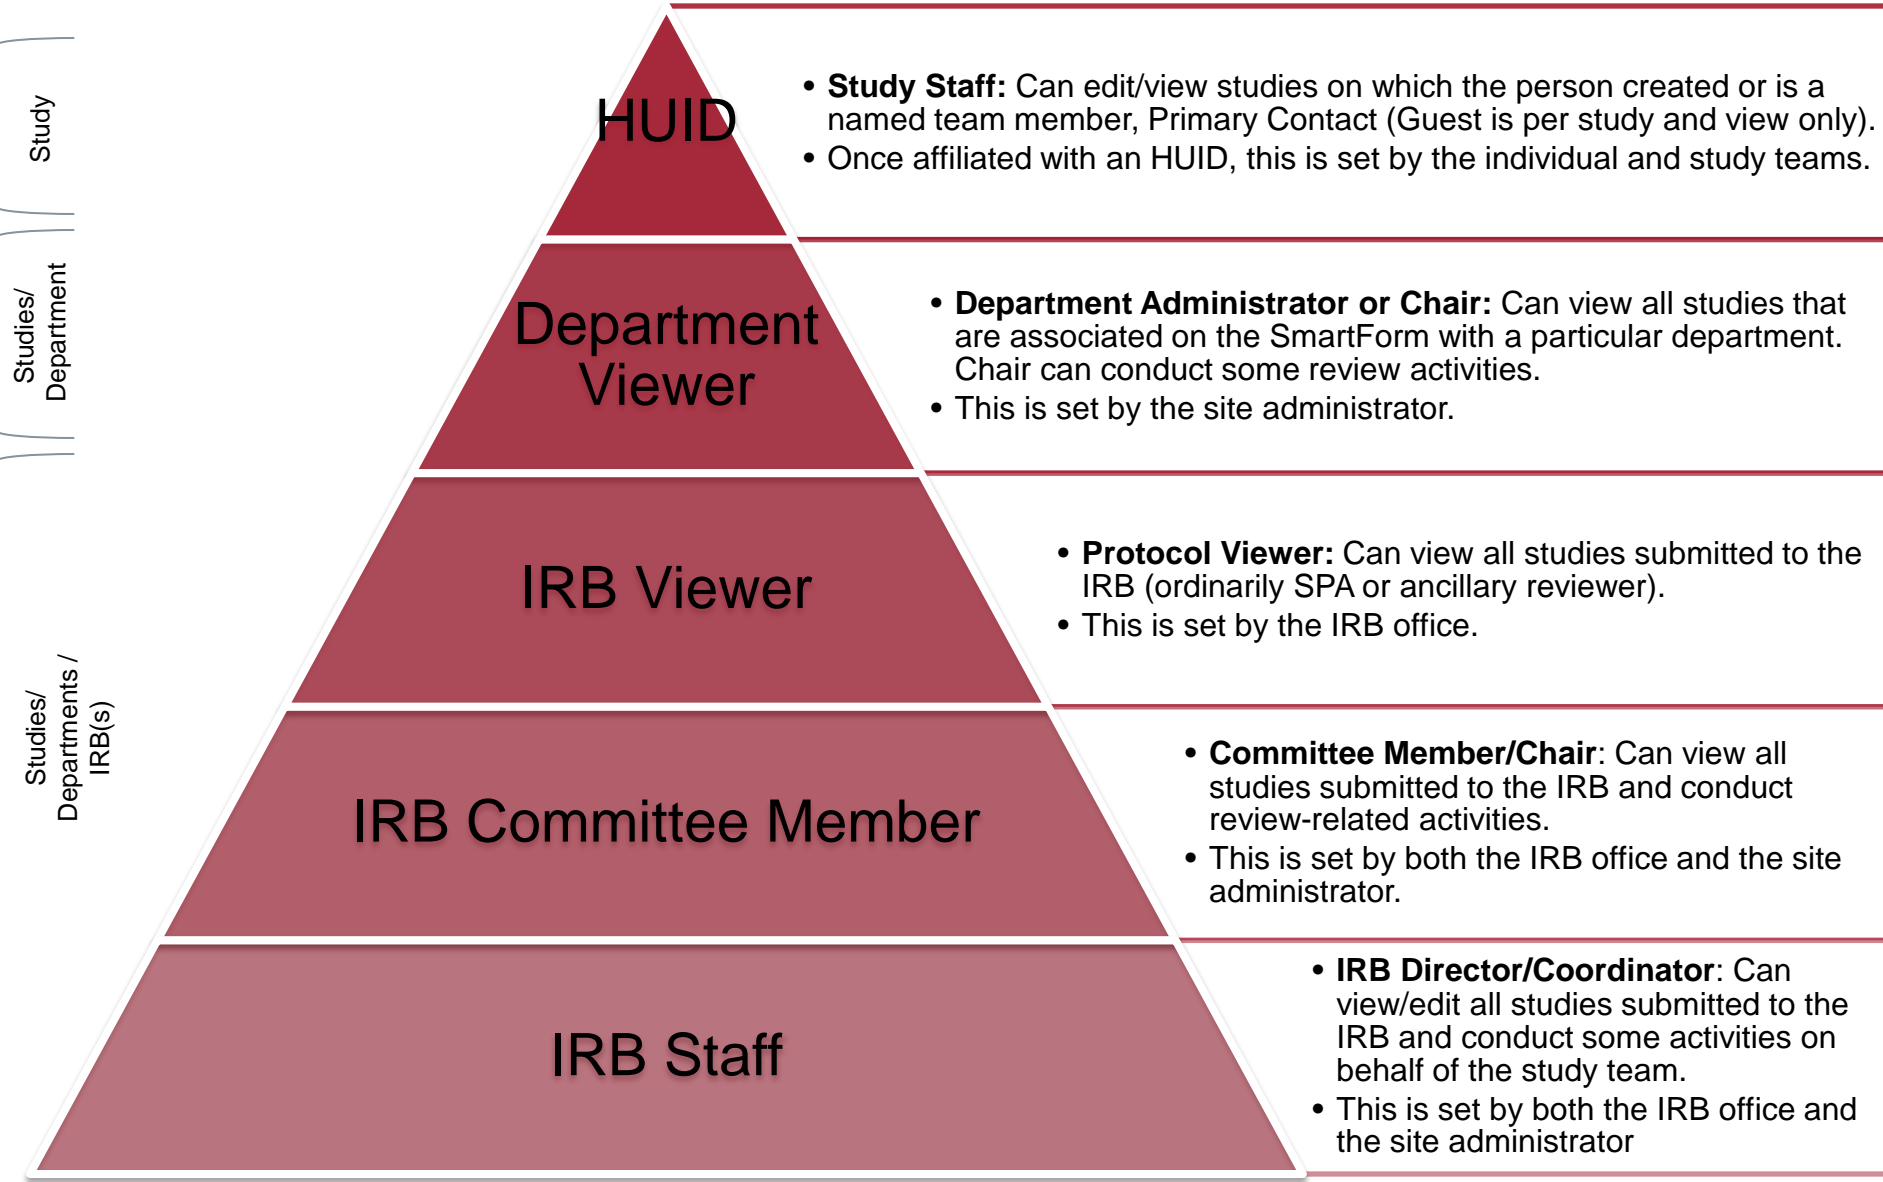 Study
HUID
• Study Staff: Can edit/view studies on which the person created or is a
named team member, Primary Contact (Guest is per study and view only).
• Once affiliated with an HUID, this is set by the individual and study teams.
Studies/
Department
Department
Viewer
• Department Administrator or Chair: Can view all studies that
are associated on the SmartForm with a particular department.
Chair can conduct some review activities.
• This is set by the site administrator.
Studies/
Departments /
IRB(s)
IRB Viewer
• Protocol Viewer: Can view all studies submitted to the
IRB (ordinarily SPA or ancillary reviewer).
• This is set by the IRB office.
IRB Committee Member
• Committee Member/Chair: Can view all
studies submitted to the IRB and conduct
review-related activities.
• This is set by both the IRB office and the site
administrator.
IRB Staff
• IRB Director/Coordinator: Can
view/edit all studies submitted to the
IRB and conduct some activities on
behalf of the study team.
• This is set by both the IRB office and
the site administrator